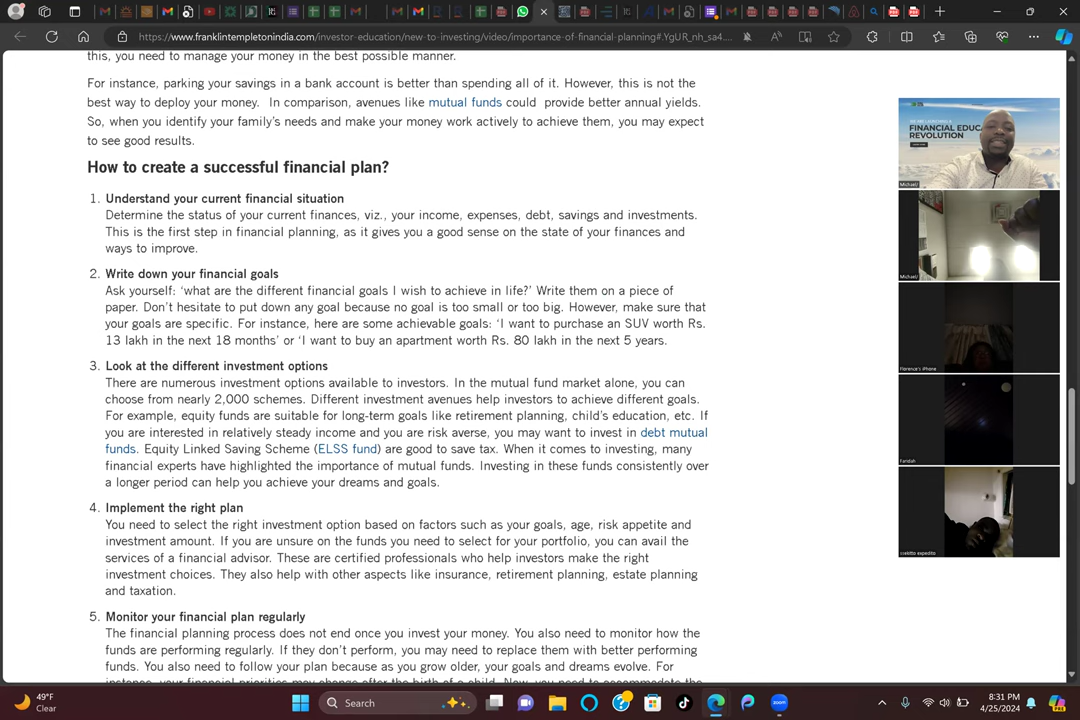 https://www.franklintempletonindia.com/investor-education/new-to-investing/video/importance-of-financial-planning#.YgUR_nh_sa4....
this, you need to manage your money in the best possible manner.
For instance, parking your savings in a bank account is better than spending all of it. However, this is not the
best way to deploy your money. In comparison, avenues like mutual funds could provide better annual yields.
So, when you identify your family's needs and make your money work actively to achieve them, you may expect
to see good results.
How to create a successful financial plan?
1. Understand your current financial situation
Determine the status of your current finances, viz., your income, expenses, debt, savings and investments.
This is the first step in financial planning, as it gives you a good sense on the state of your finances and
ways to improve.
2. Write down your financial goals
Ask yourself: 'what are the different financial goals I wish to achieve in life?' Write them on a piece of
paper. Don't hesitate to put down any goal because no goal is too small or too big. However, make sure that
your goals are specific. For instance, here are some achievable goals: 'I want to purchase an SUV worth Rs.
13 lakh in the next 18 months' or 'I want to buy an apartment worth Rs. 80 lakh in the next 5 years.
3. Look at the different investment options
There are numerous investment options available to investors. In the mutual fund market alone, you can
choose from nearly 2,000 schemes. Different investment avenues help investors to achieve different goals.
For example, equity funds are suitable for long-term goals like retirement planning, child's education, etc. If
you are interested in relatively steady income and you are risk averse, you may want to invest in debt mutual
funds. Equity Linked Saving Scheme (ELSS fund) are good to save tax. When it comes to investing, many
financial experts have highlighted the importance of mutual funds. Investing in these funds consistently over
a longer period can help you achieve your dreams and goals.
4. Implement the right plan
You need to select the right investment option based on factors such as your goals, age, risk appetite and
investment amount. If you are unsure on the funds you need to select for your portfolio, you can avail the
services of a financial advisor. These are certified professionals who help investors make the right
investment choices. They also help with other aspects like insurance, retirement planning, estate planning
and taxation.
5. Monitor your financial plan regularly
The financial planning process does not end once you invest your money. You also need to monitor how the
funds are performing regularly. If they don't perform, you may need to replace them with better performing
funds. You also need to follow your plan because as you grow older, your goals and dreams evolve. For
instance, your financial priorities may change after the birth of a child. Now, you need to accommodate the
FINANCIAL EDUC
REVOLUTION
Michael
Michael
Florence's iPhone
Faridah
49°F
Clear
Search
8:31 PM
4/25/2024